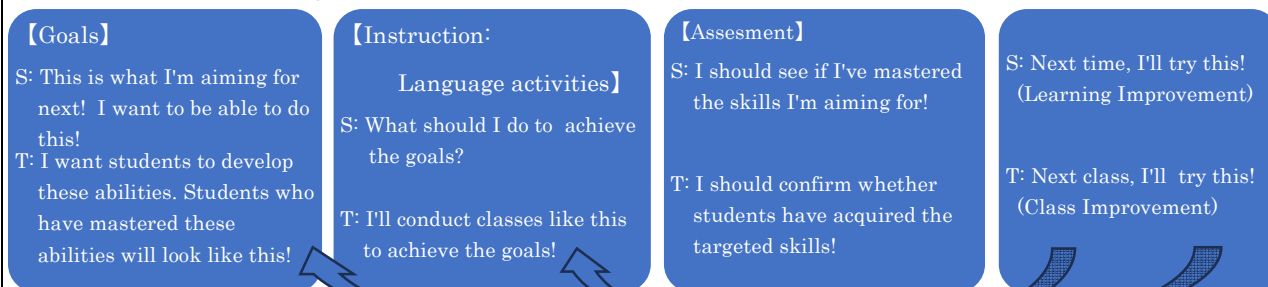 【Goals】
S: This is what I'm aiming for
next! I want to be able to do
this!
T: I want students to develop
these abilities. Students who
have mastered these
abilities will look like this!
【Instruction:
Language activities】
S: What should I do to achieve
the goals?
T: I'll conduct classes like this
to achieve the goals!
【Assesment】
S: I should see if I've mastered
the skills I'm aiming for!
T: I should confirm whether
students have acquired the
targeted skills!
S: Next time, I'll try this!
(Learning Improvement)
T: Next class, I'll try this!
(Class Improvement)